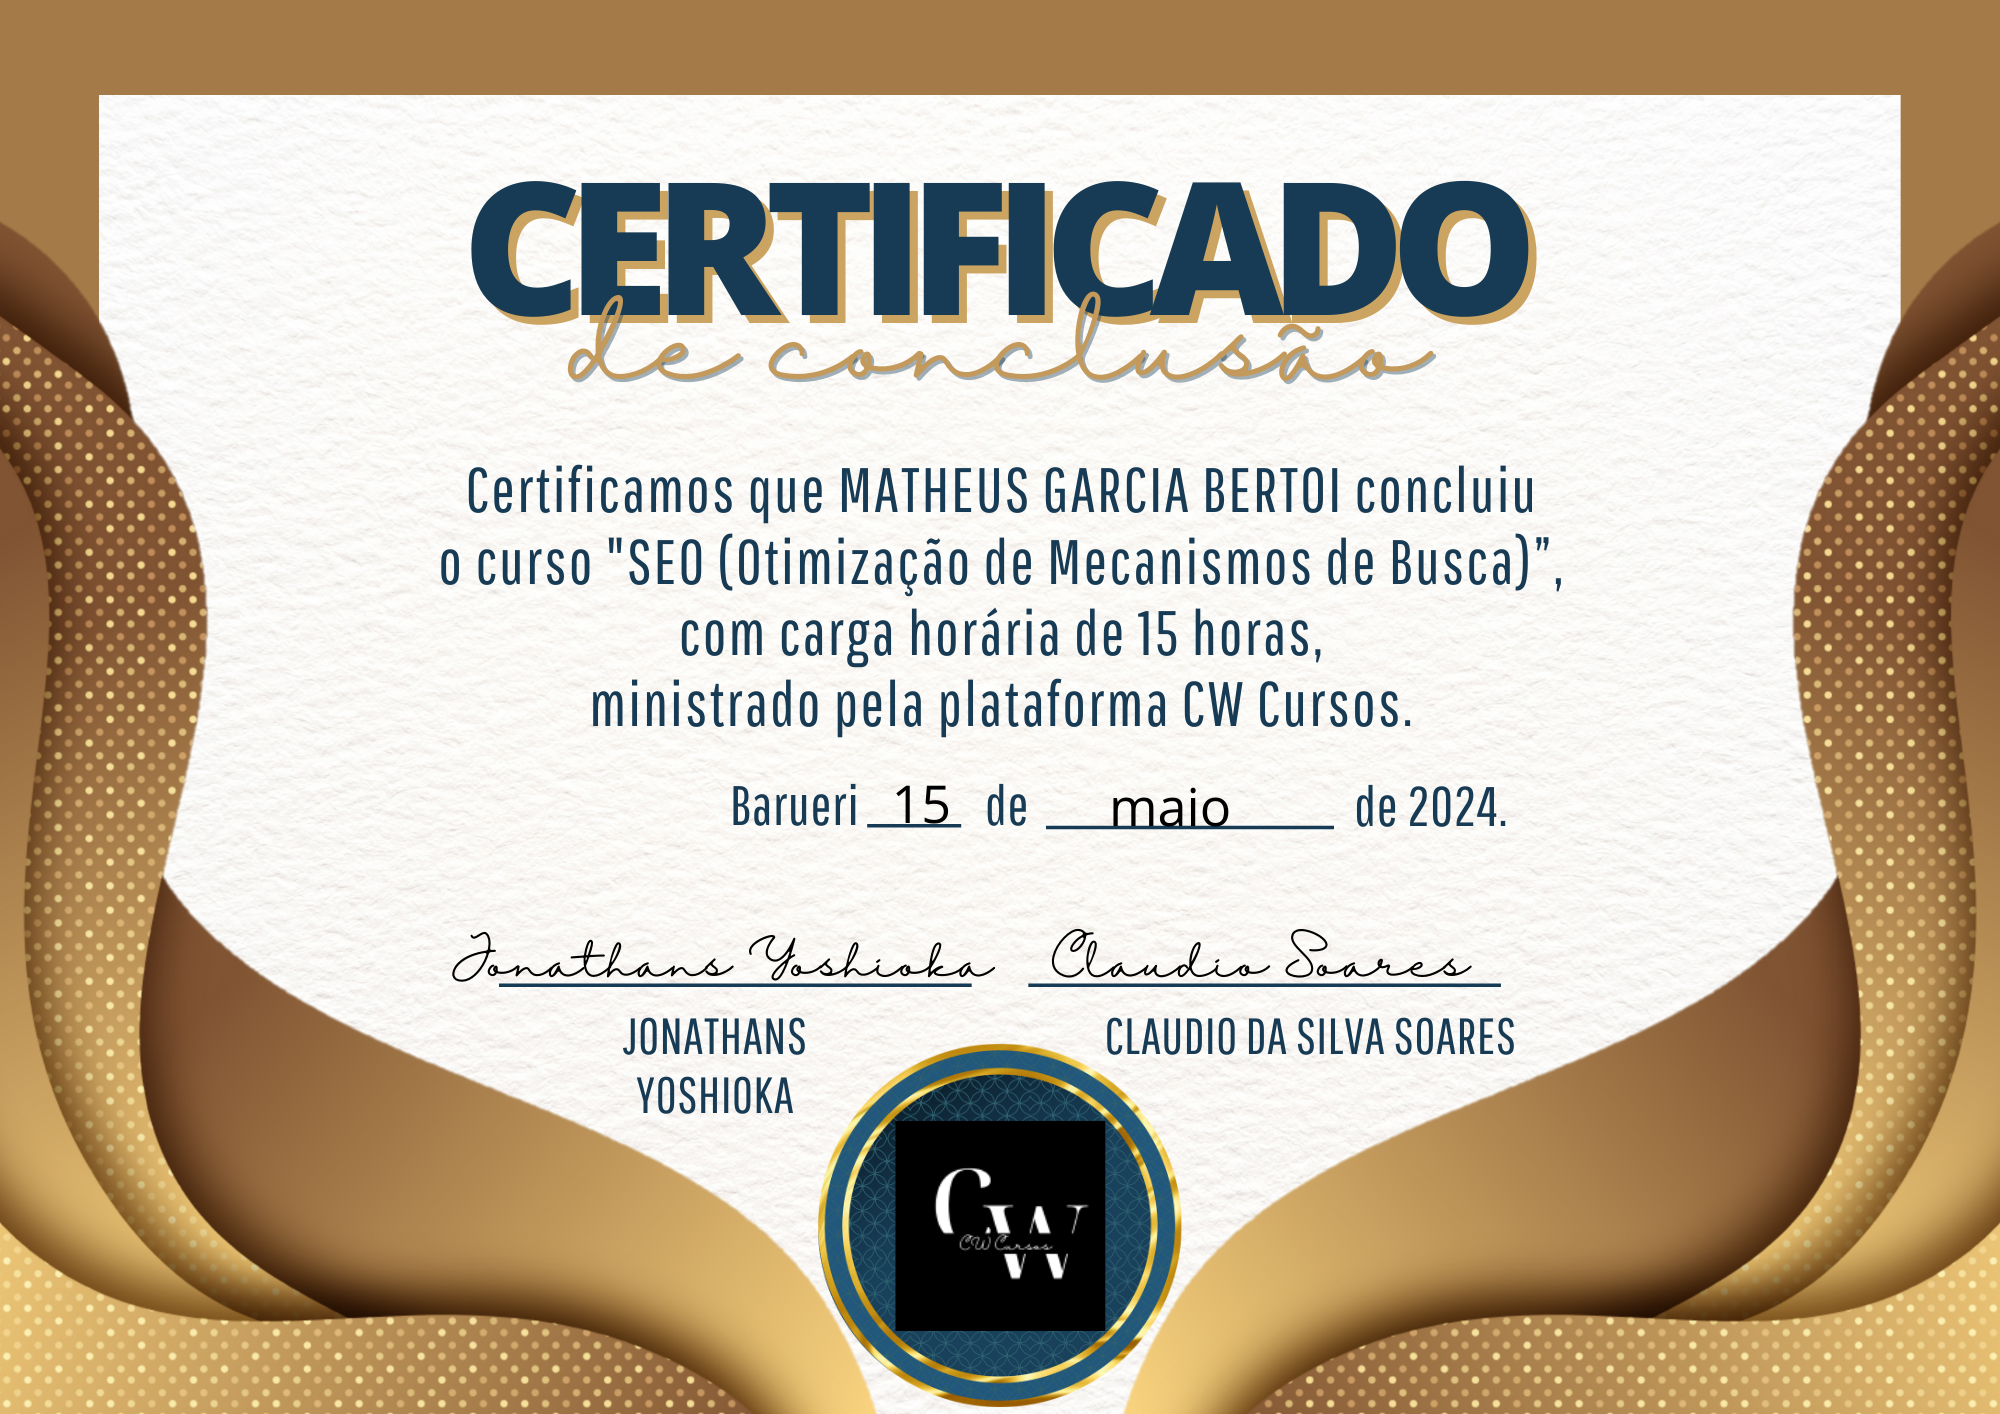 CERTIFICADO
de conclusão
Certificamos que MATHEUS GARCIA BERTOI concluiu
o curso "SEO (Otimização de Mecanismos de Busca)”,
com carga horária de 15 horas,
ministrado pela plataforma CW Cursos.
Barueri 15 de maio de 2024.
Jonathans Yoshioka Claudio Soares
JONATHANS
YOSHIOKA
CLAUDIO DA SILVA SOARES
CW
CW Cursos